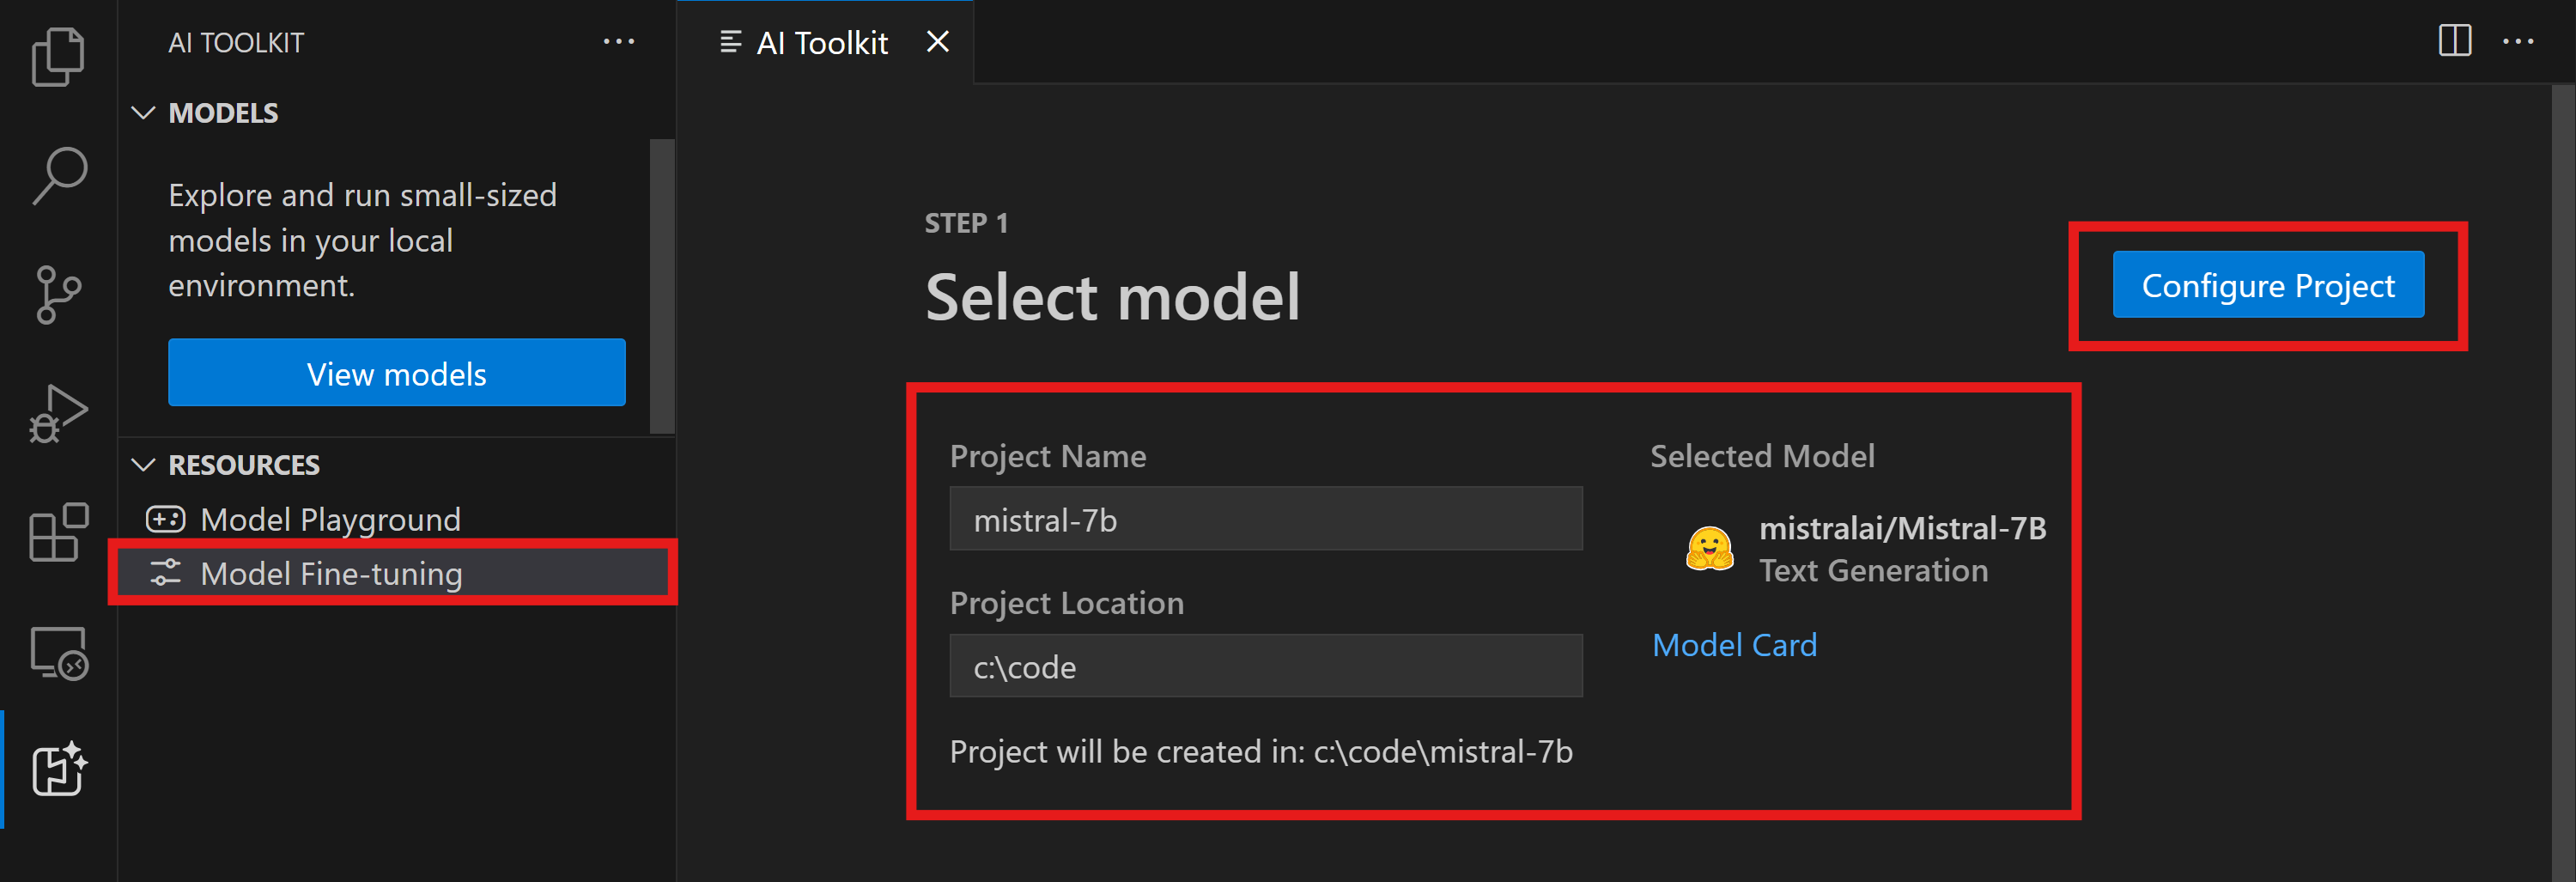 AI TOOLKIT
MODELS
Explore and run small-sized
models in your local
environment.
View models
RESOURCES
Model Playground
Model Fine-tuning
AI Toolkit
STEP 1
Select model
Configure Project
Project Name
mistral-7b
Project Location
c:\code
Project will be created in: c:\code\mistral-7b
Selected Model
mistralai/Mistral-7B
Text Generation
Model Card